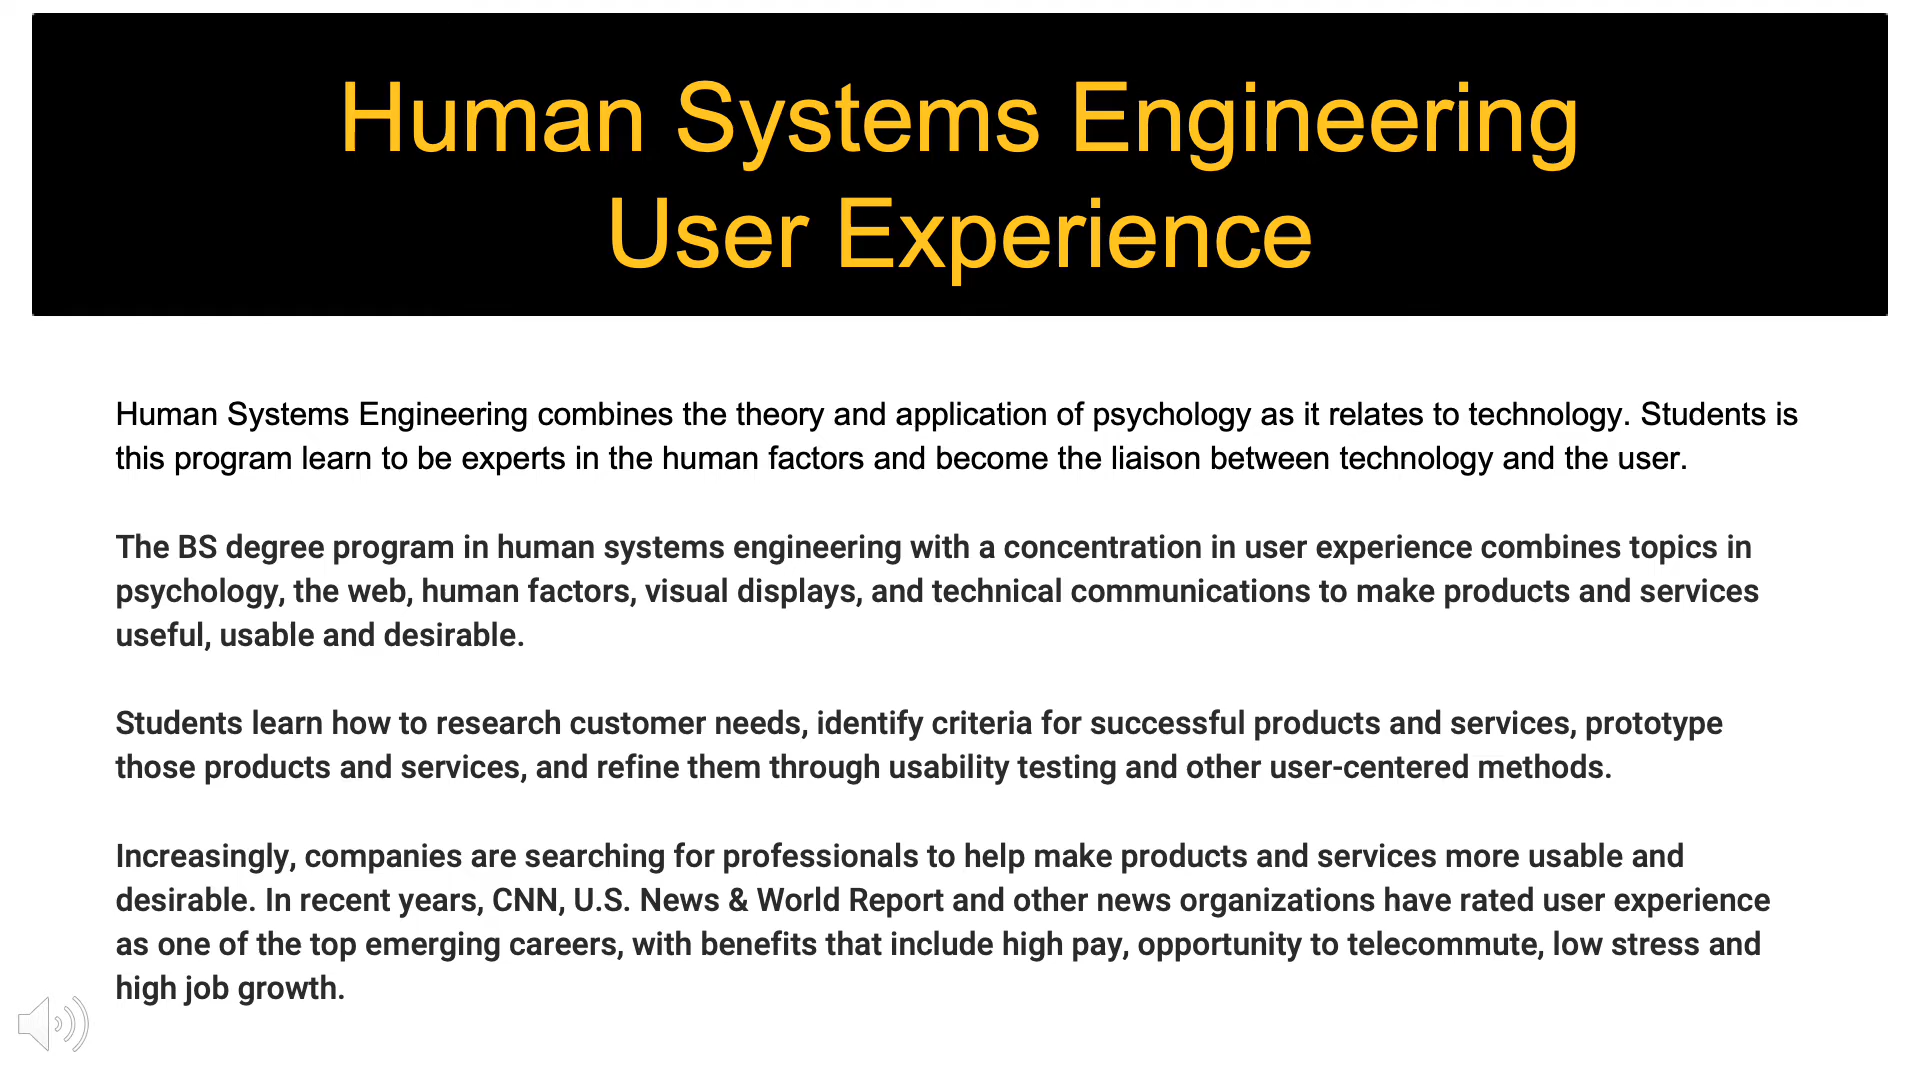 Human Systems Engineering
User Experience
Human Systems Engineering combines the theory and application of psychology as it relates to technology. Students is
this program learn to be experts in the human factors and become the liaison between technology and the user.
The BS degree program in human systems engineering with a concentration in user experience combines topics in
psychology, the web, human factors, visual displays, and technical communications to make products and services
useful, usable and desirable.
Students learn how to research customer needs, identify criteria for successful products and services, prototype
those products and services, and refine them through usability testing and other user-centered methods.
Increasingly, companies are searching for professionals to help make products and services more usable and
desirable. In recent years, CNN, U.S. News & World Report and other news organizations have rated user experience
as one of the top emerging careers, with benefits that include high pay, opportunity to telecommute, low stress and
high job growth.